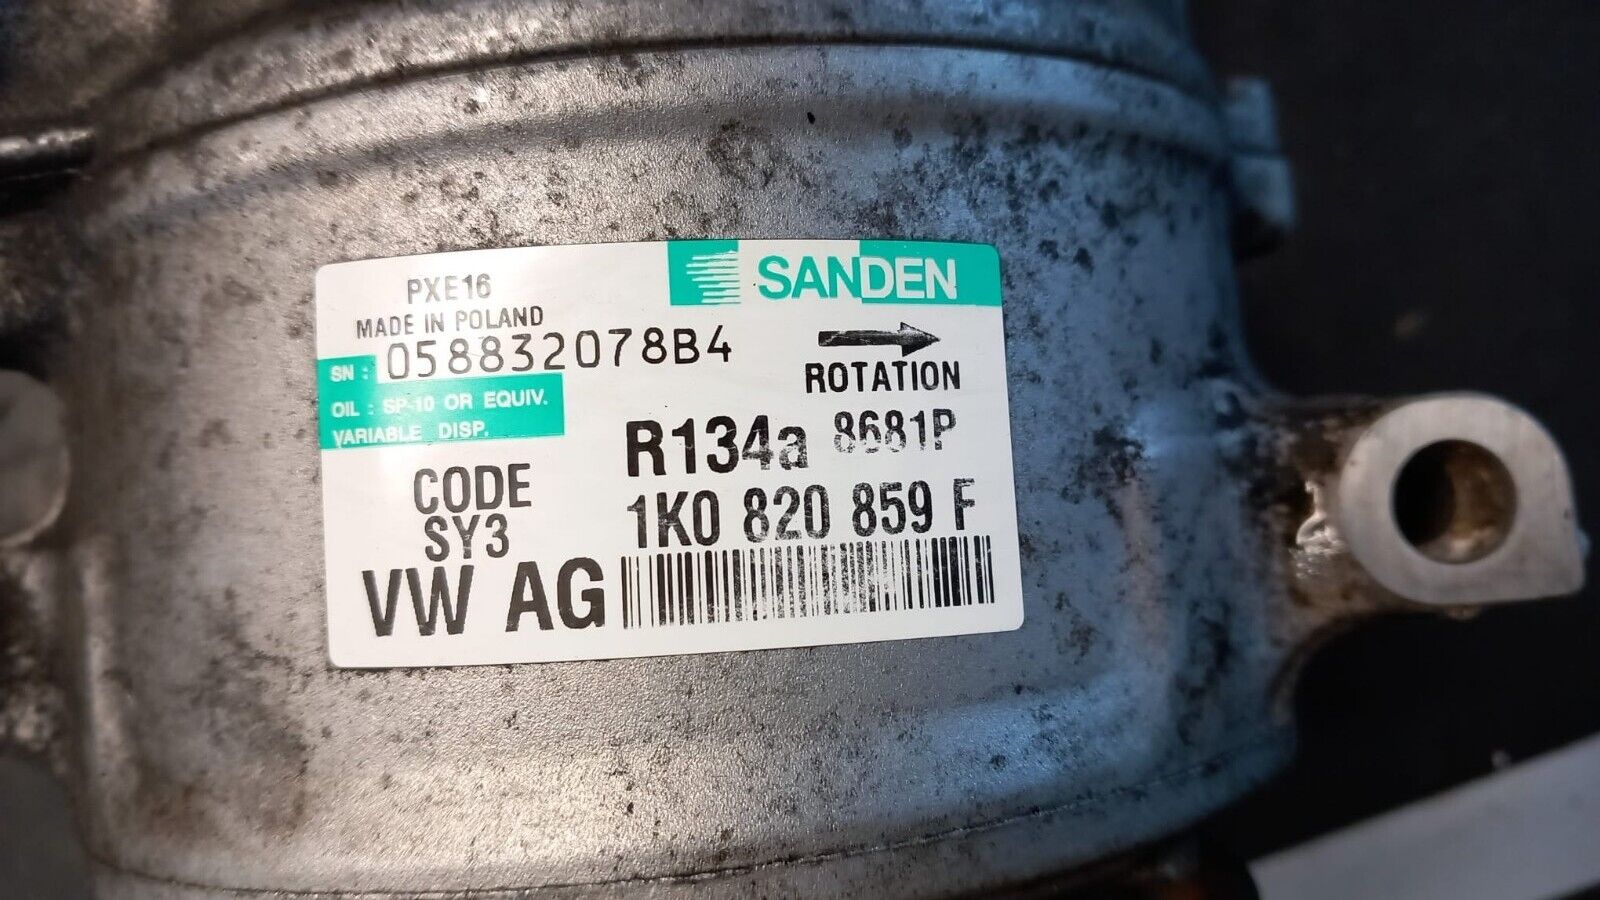 SANDEN
PXE16
MADE IN POLAND
SN : 058832078B4
ROTATION
OIL : SP-10 OR EQUIV.
VARIABLE DISP.
R134a 8681P
CODE
SY3
1K0 820 859 F
VW AG